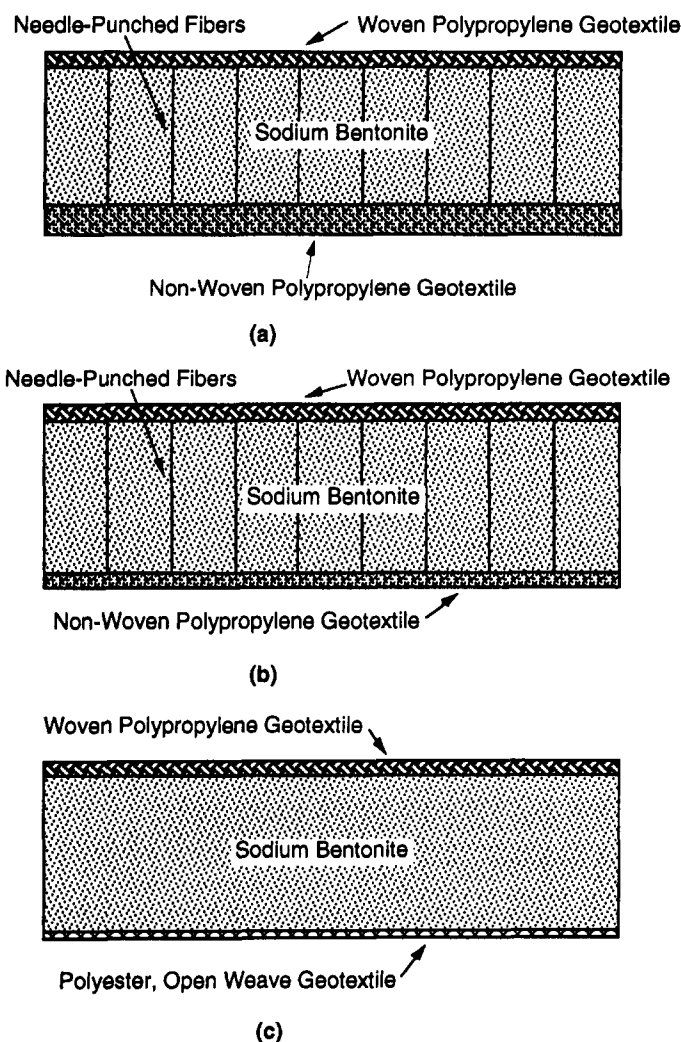 Needle-Punched Fibers
Woven Polypropylene Geotextile
Sodium Bentonite
Non-Woven Polypropylene Geotextile
(a)
Needle-Punched Fibers
Woven Polypropylene Geotextile
Sodium Bentonite
Non-Woven Polypropylene Geotextile
(b)
Woven Polypropylene Geotextile
Sodium Bentonite
Polyester, Open Weave Geotextile
(c)